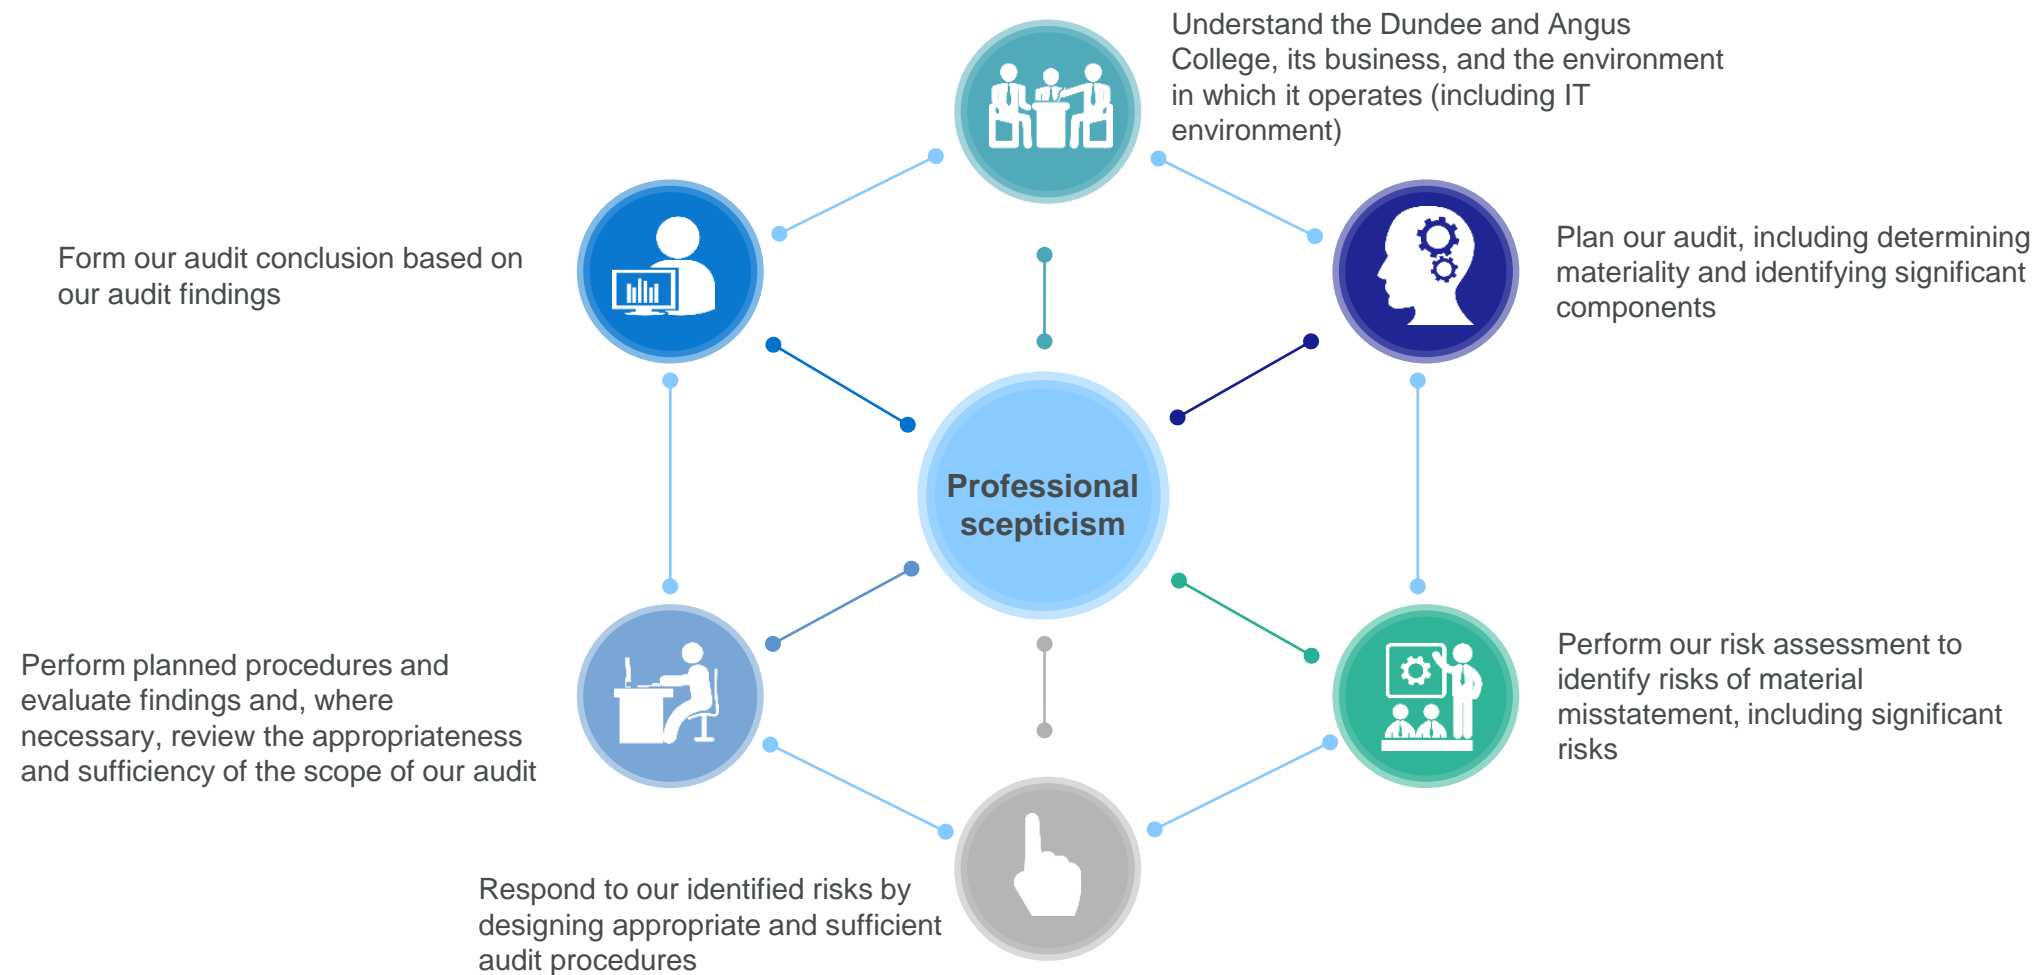 Understand the Dundee and Angus
College, its business, and the environment
in which it operates (including IT
environment)
Plan our audit, including determining
materiality and identifying significant
components
Perform our risk assessment to
identify risks of material
misstatement, including significant
risks
Respond to our identified risks by
designing appropriate and sufficient
audit procedures
Perform planned procedures and
evaluate findings and, where
necessary, review the appropriateness
and sufficiency of the scope of our audit
Form our audit conclusion based on
our audit findings
Professional
scepticism